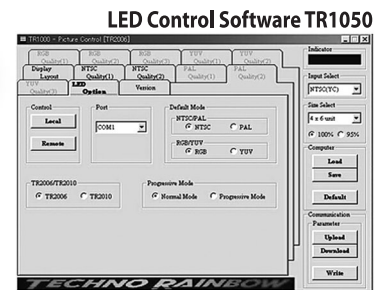 LED Control Software TR1050
TR1000 - Picture Control [TP2006]
RGB Quality(1) RGB Quality(2) RGB Quality(3) YUV Quality(1) YUV Quality(2)
Display Layout NTSC Quality(1) NTSC Quality(2) PAL Quality(1) PAL Quality(2)
YUV Quality(3) LED Option Version
Control
Local
Remote
Port
COM1
Default Mode
NTSC/PAL
NTSC PAL
RGB/YUV
RGB YUV
TR2006/TR2010
TR2006 TR2010
Progressive Mode
Normal Mode Progressive Mode
Indicator
Input Select
NTSC(YC)
Size Select
4 x 6 unit
100% 95%
Computer
Load
Save
Default
Communication
Parameter
Upload
Download
Write
TECHNO RAINBOW